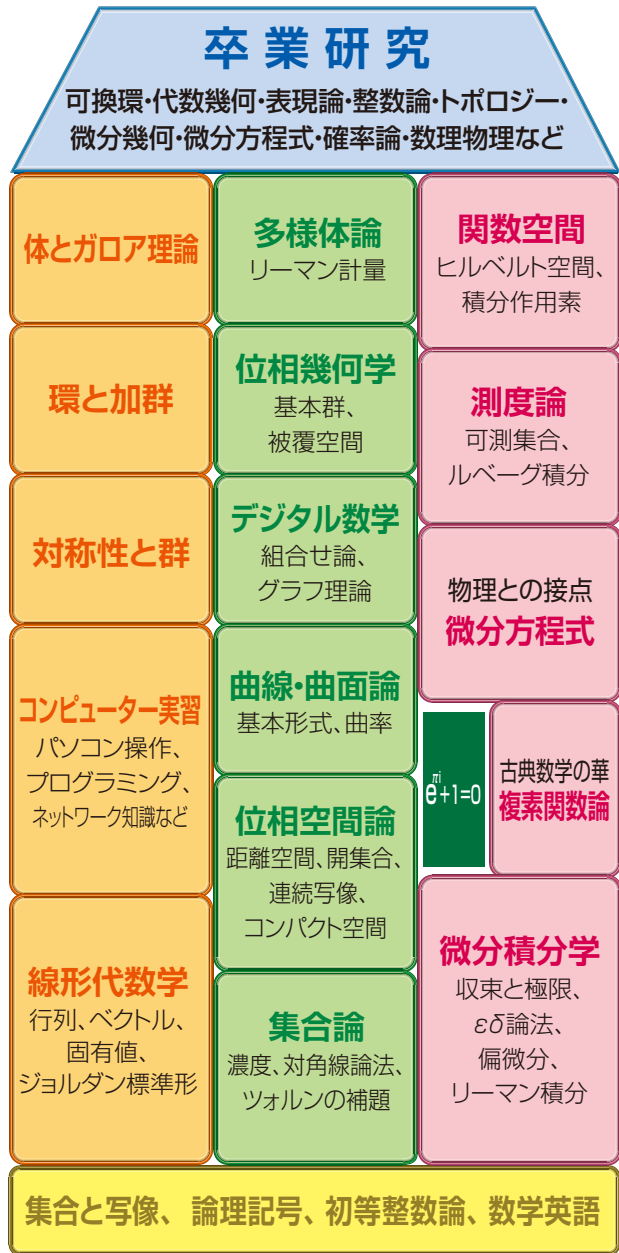 卒業研究
可換環・代数幾何・表現論・整数論・トポロジー・
微分幾何・微分方程式・確率論・数理物理など
体とガロア理論
環と加群
対称性と群
コンピューター実習
パソコン操作、
プログラミング、
ネットワーク知識など
線形代数学
行列、ベクトル、
固有値、
ジョルダン標準形
多様体論
リーマン計量
位相幾何学
基本群、
被覆空間
デジタル数学
組合せ論、
グラフ理論
曲線・曲面論
基本形式、曲率
位相空間論
距離空間、開集合、
連続写像、
コンパクト空間
集合論
濃度、対角線論法、
ツォルンの補題
関数空間
ヒルベルト空間、
積分作用素
測度論
可測集合、
ルベーグ積分
物理との接点
微分方程式
e^πi+1=0
古典数学の華
複素関数論
微分積分学
収束と極限、
εδ論法、
偏微分、
リーマン積分
集合と写像、論理記号、初等整数論、数学英語